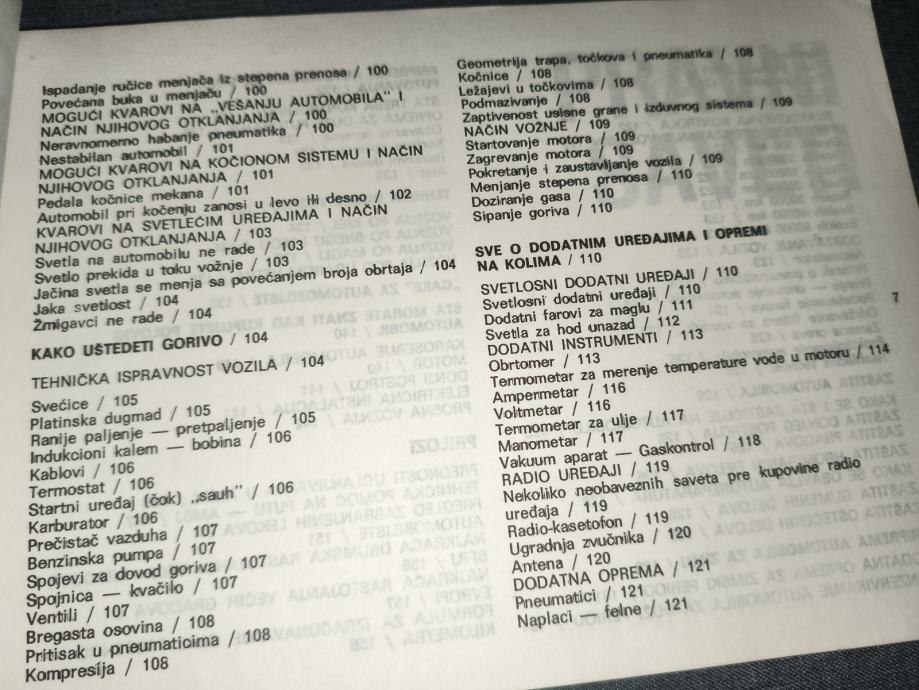 Ispadanje ručice menjača iz stepena prenosa / 100
Povećana buka u menjaču / 100
MOGUĆI KVAROVI NA „VEŠANJU AUTOMOBILA" I
NAČIN NJIHOVOG OTKLANJANJA / 100
Neravnomerno habanje pneumatika / 100
Nestabilan automobil / 101
MOGUĆI KVAROVI NA KOČIONOM SISTEMU I NAČIN
NJIHOVOG OTKLANJANJA / 101
Pedala kočnice mekana / 101
Automobil pri kočenju zanosi u levo ili desno / 102
KVAROVI NA SVETLEĆIM UREĐAJIMA I NAČIN
NJIHOVOG OTKLANJANJA / 103
Svetla na automobilu ne rade / 103
Svetlo prekida u toku vožnje / 103
Jačina svetla se menja sa povećanjem broja obrtaja / 104
Jaka svetlost / 104
Žmigavci ne rade / 104
KAKO UŠTEDETI GORIVO / 104
TEHNIČKA ISPRAVNOST VOZILA / 104
Svećice / 105
Platinska dugmad / 105
Ranije paljenje — pretpaljenje / 105
Indukcioni kalem — bobina / 106
Kablovi / 106
Termostat / 106
Startni uređaj (čok) „sauh" / 106
Karburator / 106
Prečistač vazduha / 107
Benzinska pumpa / 107
Spojevi za dovod goriva / 107
Spojnica — kvačilo / 107
Ventili / 107
Bregasta osovina / 108
Pritisak u pneumaticima / 108
Kompresija / 108
Geometrija trapa, točkova i pneumatika / 108
Kočnice / 108
Ležajevi u točkovima / 108
Podmazivanje / 108
Zaptivenost usisne grane i izduvnog sistema / 109
NAČIN VOŽNJE / 109
Startovanje motora / 109
Zagrevanje motora / 109
Pokretanje i zaustavljanje vozila / 109
Menjanje stepena prenosa / 110
Doziranje gasa / 110
Sipanje goriva / 110
SVE O DODATNIM UREĐAJIMA I OPREMI
NA KOLIMA / 110
SVETLOSNI DODATNI UREĐAJI / 110
Svetlosni dodatni uređaji / 110
Dodatni farovi za maglu / 111
Svetla za hod unazad / 112
DODATNI INSTRUMENTI / 113
Obrtomer / 113
Termometar za merenje temperature vode u motoru / 114
Ampermetar / 116
Voltmetar / 116
Termometar za ulje / 117
Manometar / 117
Vakuum aparat — Gaskontrol / 118
RADIO UREĐAJI / 119
Nekoliko neobaveznih saveta pre kupovine radio
uređaja / 119
Radio-kasetofon / 119
Ugradnja zvučnika / 120
Antena / 120
DODATNA OPREMA / 121
Pneumatici / 121
Naplaci — felne / 121
7